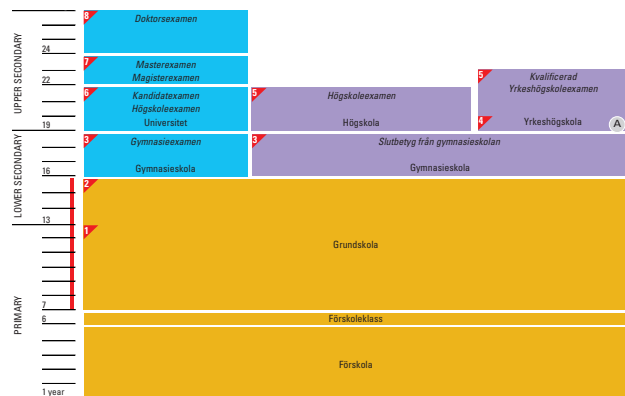 UPPER SECONDARY
LOWER SECONDARY
PRIMARY
24
22
19
16
13
7
6
1 year
8
Doktorsexamen
7
Masterexamen
Magisterexamen
6
Kandidatexamen
Högskoleexamen
Universitet
5
Högskoleexamen
Högskola
5
Kvalificerad
Yrkeshögskoleexamen
4
Yrkeshögskola
A
3
Gymnasieexamen
Gymnasieskola
3
Slutbetyg från gymnasieskolan
Gymnasieskola
2
1
Grundskola
Förskoleklass
Förskola